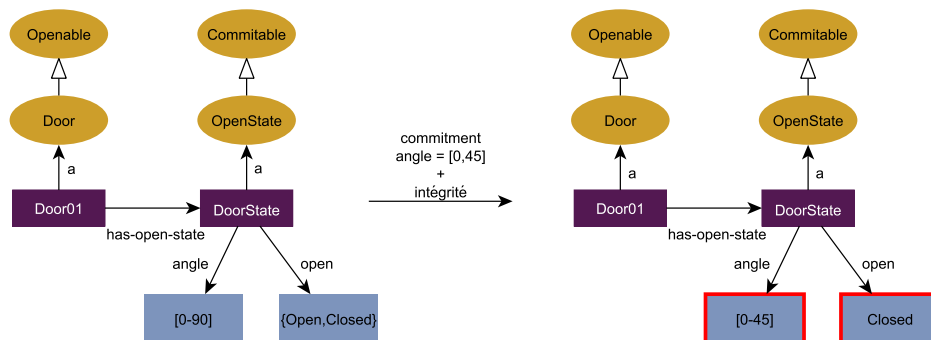 Openable
Commitable
Door
OpenState
a
a
Door01
DoorState
has-open-state
angle
open
[0-90]
{Open,Closed}
commitment
angle = [0,45]
+
intégrité
Openable
Commitable
Door
OpenState
a
a
Door01
DoorState
has-open-state
angle
open
[0-45]
Closed